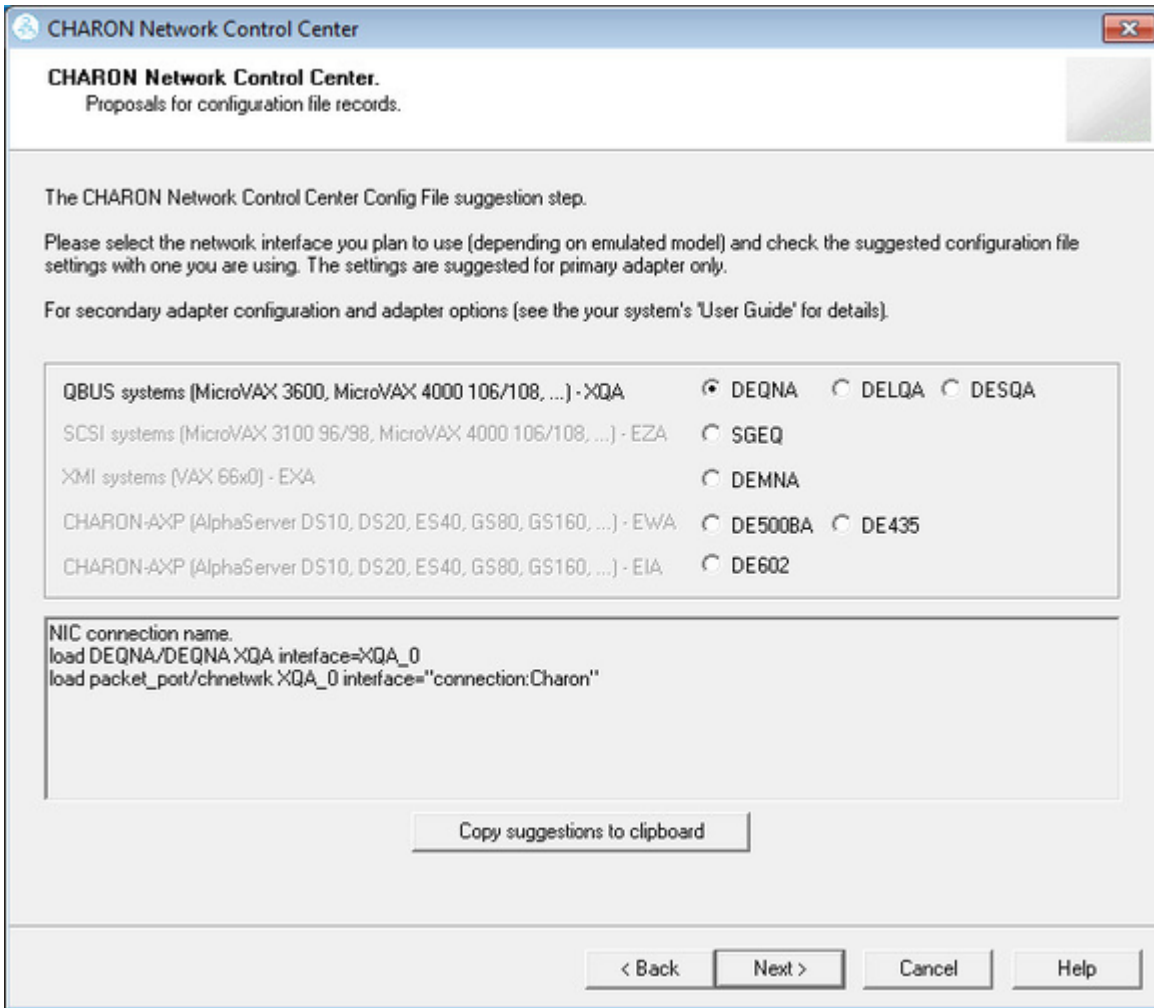 CHARON Network Control Center
CHARON Network Control Center.
Proposals for configuration file records.
The CHARON Network Control Center Config File suggestion step.
Please select the network interface you plan to use (depending on emulated model) and check the suggested configuration file
settings with one you are using. The settings are suggested for primary adapter only.
For secondary adapter configuration and adapter options (see the your system's 'User Guide' for details).
QBUS systems (MicroVAX 3600, MicroVAX 4000 106/108, ...) - XQA DEQNA DELQA DESQA
SCSI systems (MicroVAX 3100 96/98, MicroVAX 4000 106/108, ...) - EZA SGEQ
XMI systems (VAX 66x0) - EXA DEMNA
CHARON-AXP (AlphaServer DS10, DS20, ES40, GS80, GS160, ...) - EWA DE500BA DE435
CHARON-AXP (AlphaServer DS10, DS20, ES40, GS80, GS160, ...) - EIA DE602
NIC connection name.
load DEQNA/DEQNA XQA interface=XQA_0
load packet_port/chnetwrk XQA_0 interface="connection:Charon"
Copy suggestions to clipboard
< Back Next > Cancel Help